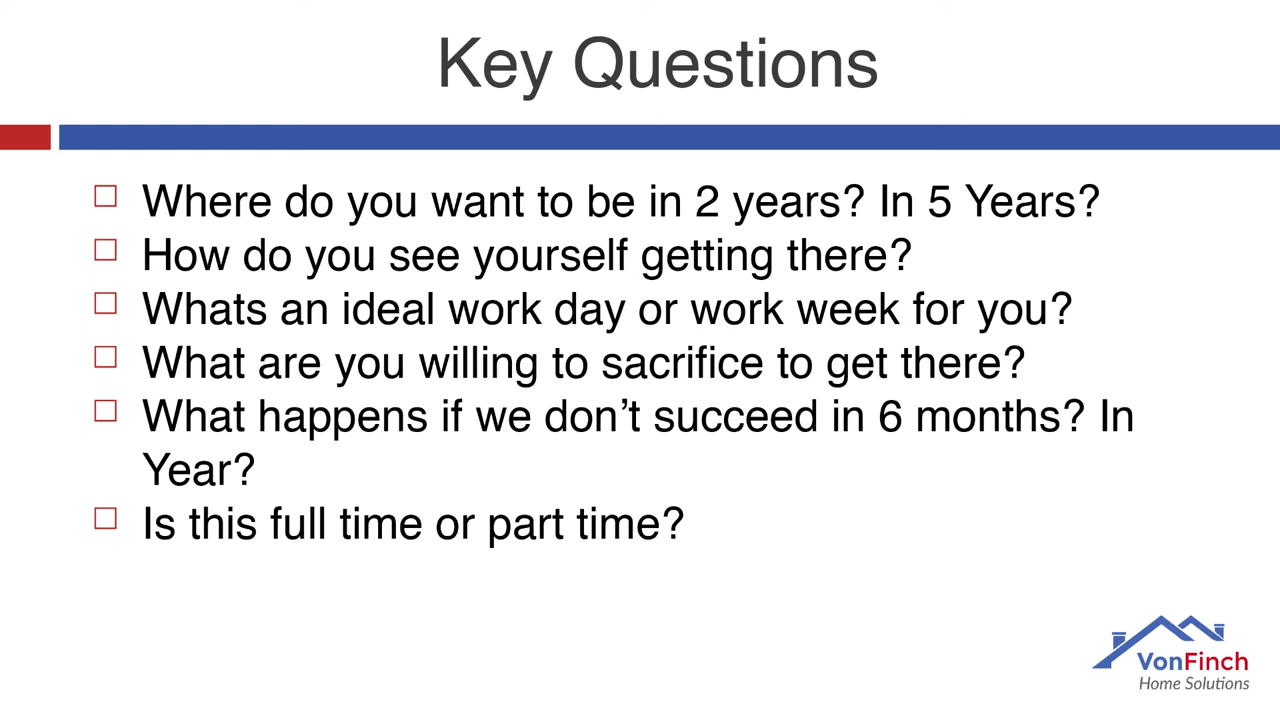 Key Questions
Where do you want to be in 2 years? In 5 Years?
How do you see yourself getting there?
Whats an ideal work day or work week for you?
What are you willing to sacrifice to get there?
What happens if we don’t succeed in 6 months? In
Year?
Is this full time or part time?
VonFinch
Home Solutions